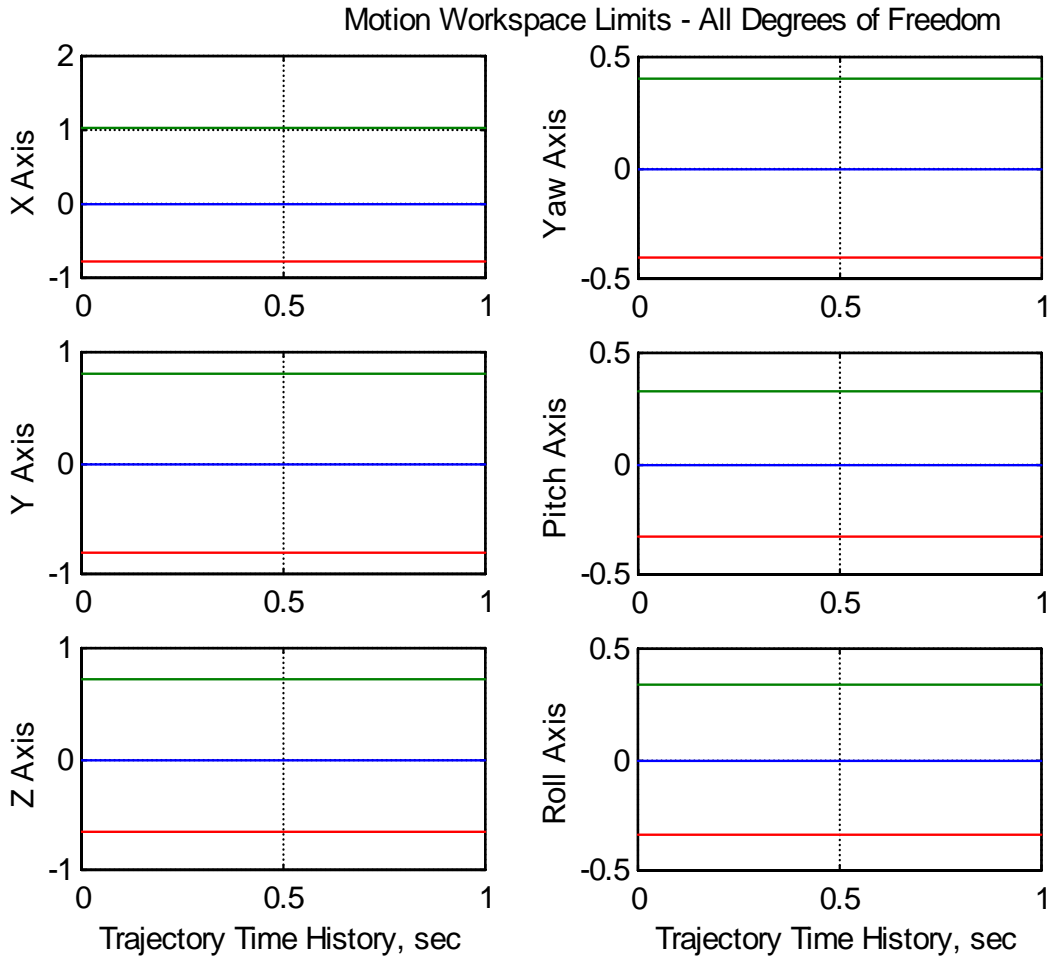 Motion Workspace Limits - All Degrees of Freedom
2
1
0
-1
X Axis
0 0.5 1
0.5
0
-0.5
Yaw Axis
0 0.5 1
1
0
-1
Y Axis
0 0.5 1
0.5
0
-0.5
Pitch Axis
0 0.5 1
1
0
-1
Z Axis
0 0.5 1
Trajectory Time History, sec
0.5
0
-0.5
Roll Axis
0 0.5 1
Trajectory Time History, sec